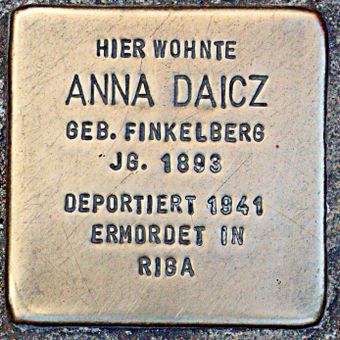 HIER WOHNTE
ANNA DAICZ
GEB. FINKELBERG
JG. 1893
DEPORTIERT 1941
ERMORDET IN
RIGA